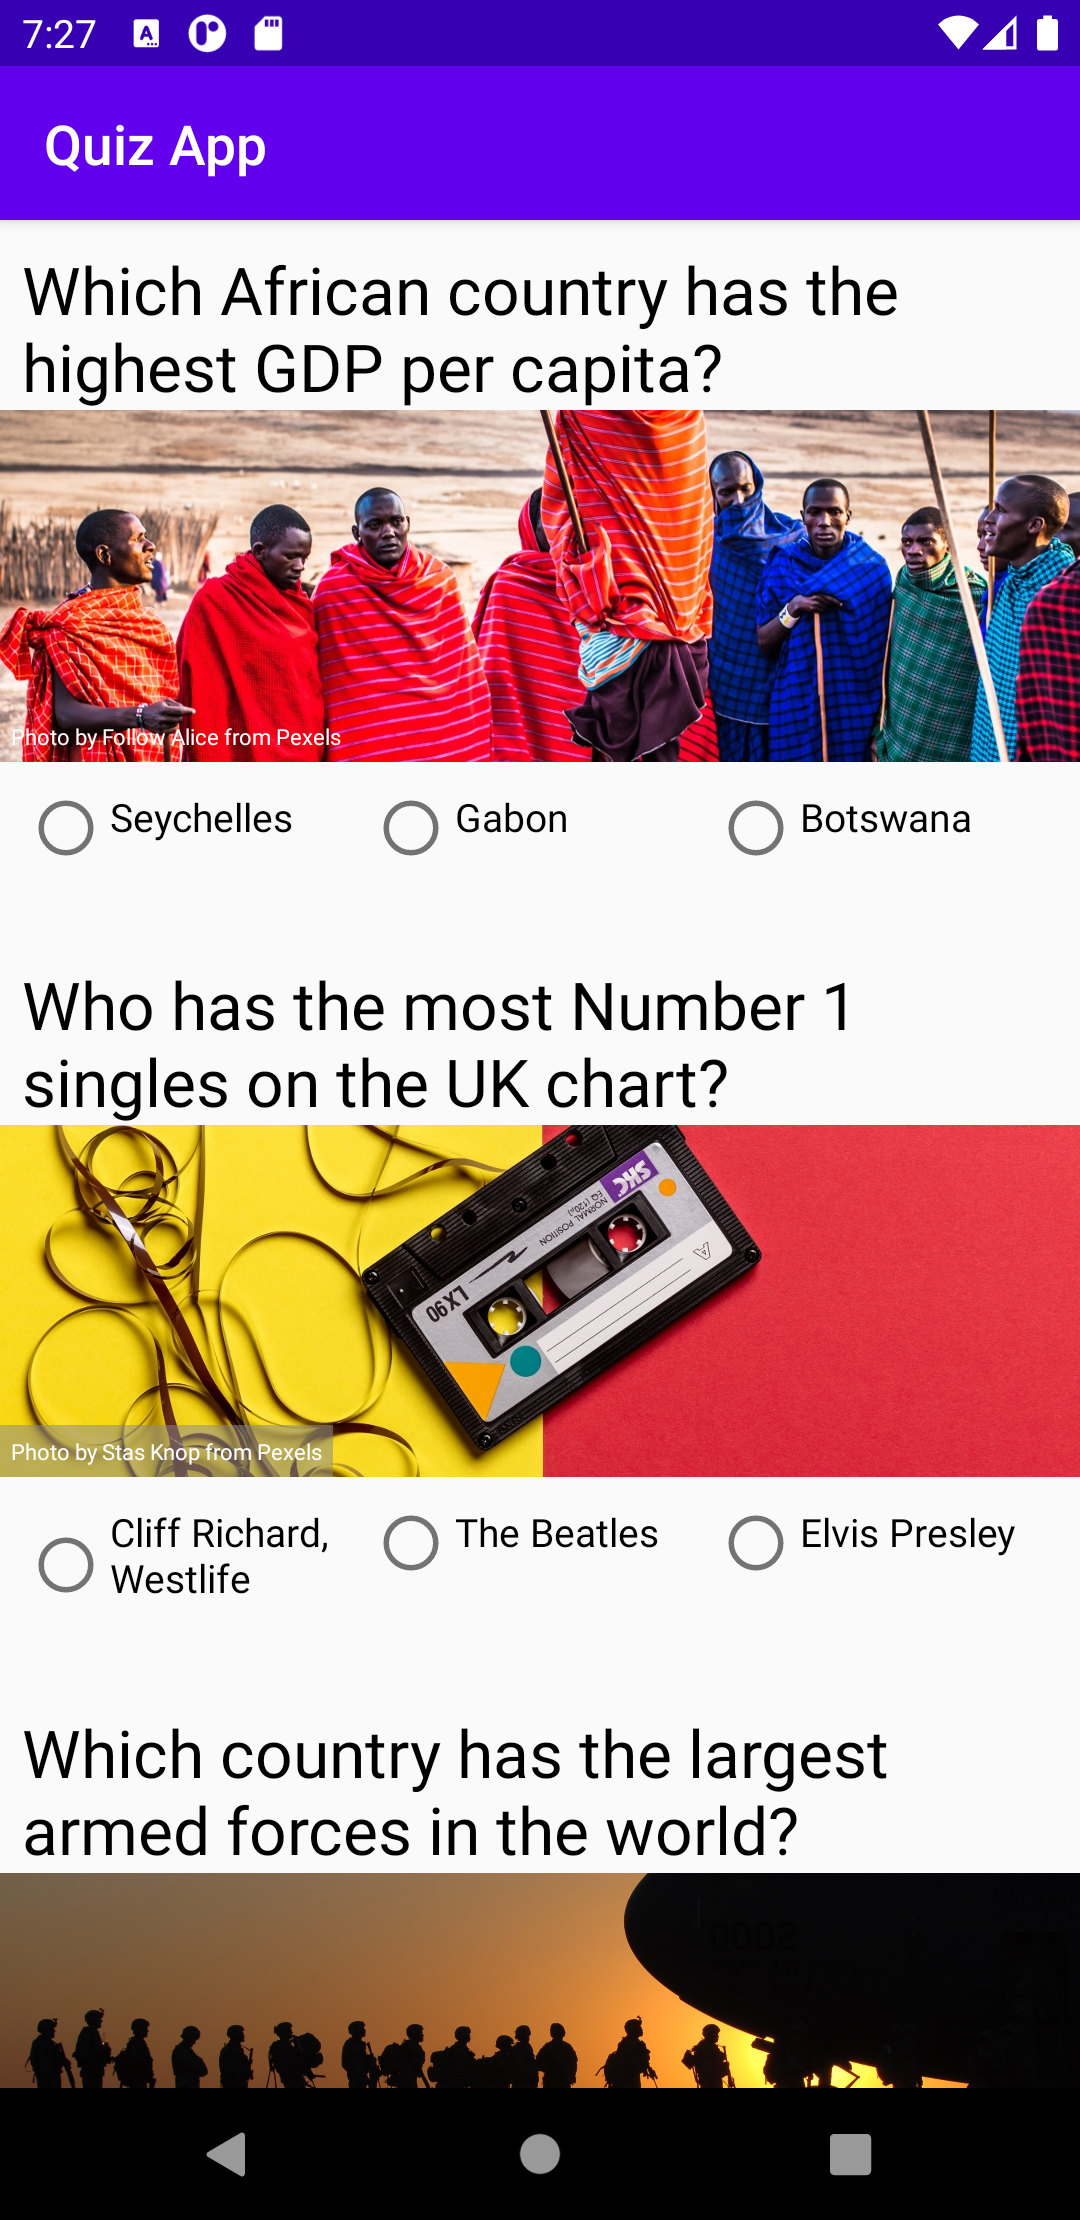 7:27
Quiz App
Which African country has the
highest GDP per capita?
Photo by Follow Alice from Pexels
Seychelles
Gabon
Botswana
Who has the most Number 1
singles on the UK chart?
SKC
NORMAL POSITION
EQ (120µ)
A
LX90
Photo by Stas Knop from Pexels
Cliff Richard,
Westlife
The Beatles
Elvis Presley
Which country has the largest
armed forces in the world?